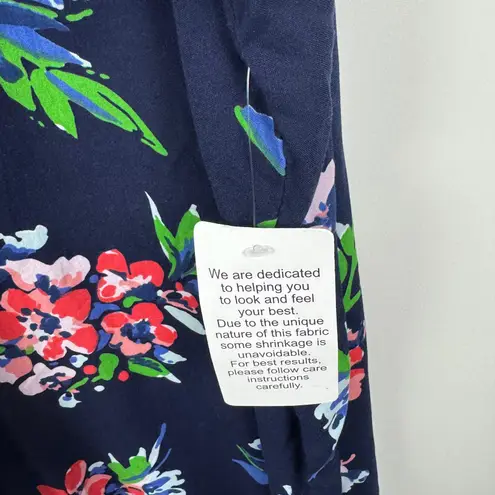 We are dedicated
to helping you
to look and feel
your best.
Due to the unique
nature of this fabric
some shrinkage is
unavoidable.
For best results,
please follow care
instructions
carefully.